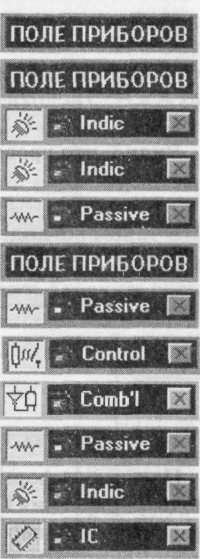 ПОЛЕ ПРИБОРОВ
ПОЛЕ ПРИБОРОВ
Indic
Indic
Passive
ПОЛЕ ПРИБОРОВ
Passive
Control
Comb'l
Passive
Indic
IC